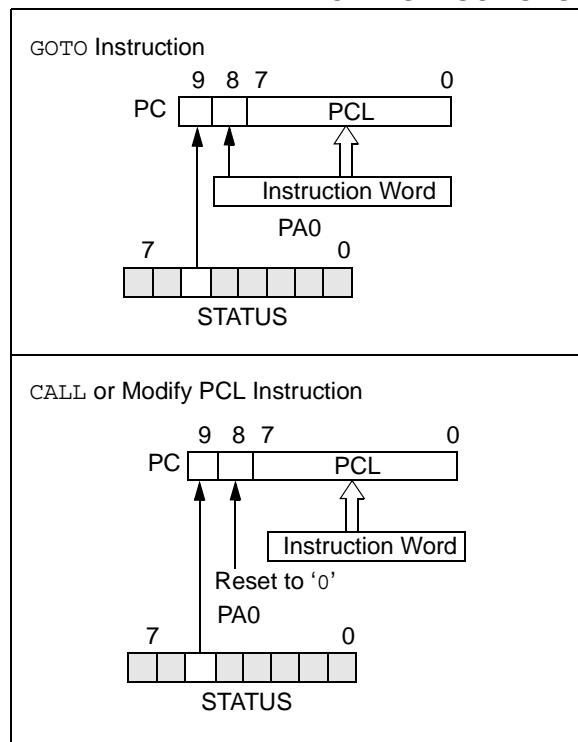 GOTO Instruction
9 8 7 0
PC PCL
Instruction Word
PA0
7 0
STATUS
CALL or Modify PCL Instruction
9 8 7 0
PC PCL
Instruction Word
Reset to ‘0’
PA0
7 0
STATUS